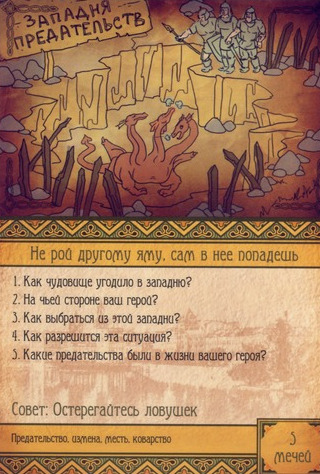 ЗАПАДНЯ
ПРЕДАТЕЛЬСТВ
Не рой другому яму, сам в нее попадешь
1. Как чудовище угодило в западню?
2. На чьей стороне ваш герой?
3. Как выбраться из этой западни?
4. Как разрешится эта ситуация?
5. Какие предательства были в жизни вашего героя?
Совет: Остерегайтесь ловушек
Предательство, измена, месть, коварство
5
мечей